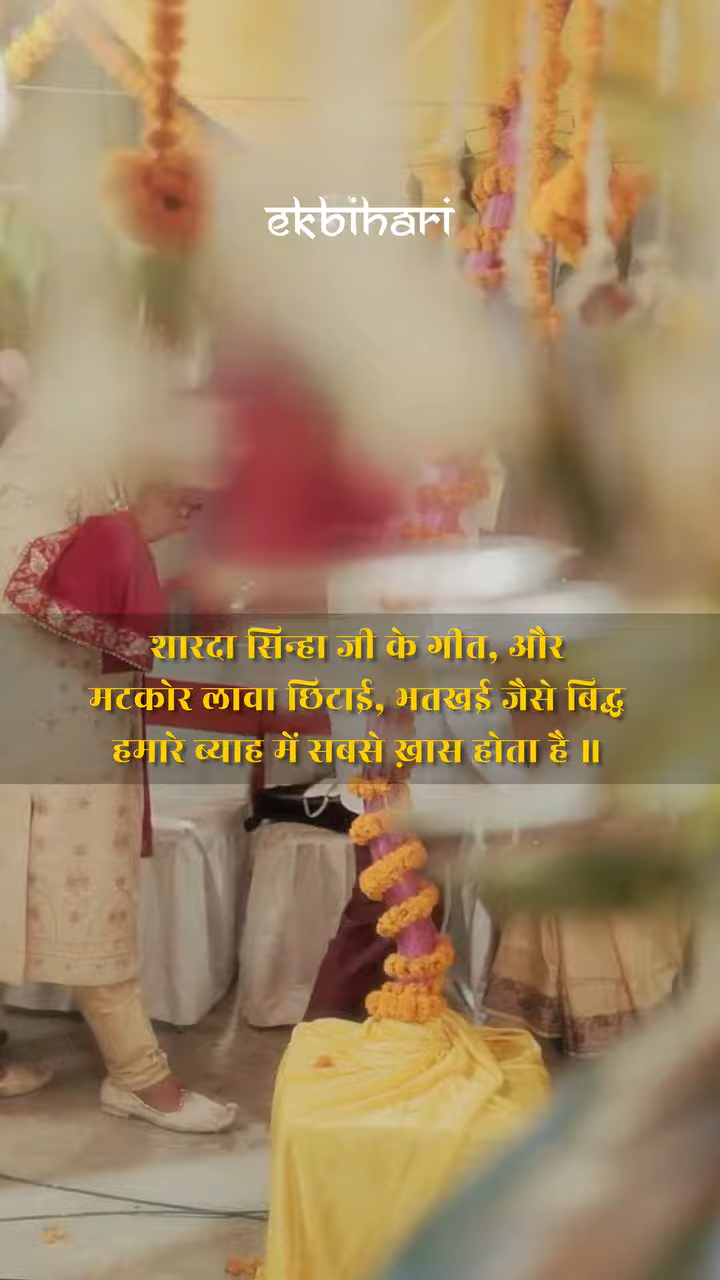 ekbihari
शारदा सिन्हा जी के गीत, और
मटकोर लावा छिटाई, भतखई जैसे बिद्ध
हमारे ब्याह में सबसे ख़ास होता है ॥